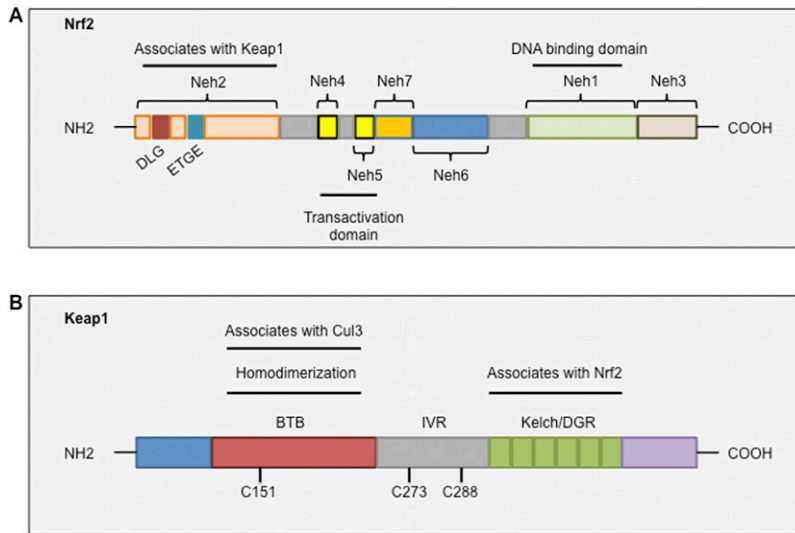 A
Nrf2
Associates with Keap1
DNA binding domain
Neh2
Neh4
Neh7
Neh1
Neh3
NH2
COOH
DLG
ETGE
Neh5
Neh6
Transactivation
domain
B
Keap1
Associates with Cul3
Homodimerization
Associates with Nrf2
BTB
IVR
Kelch/DGR
NH2
COOH
C151
C273
C288